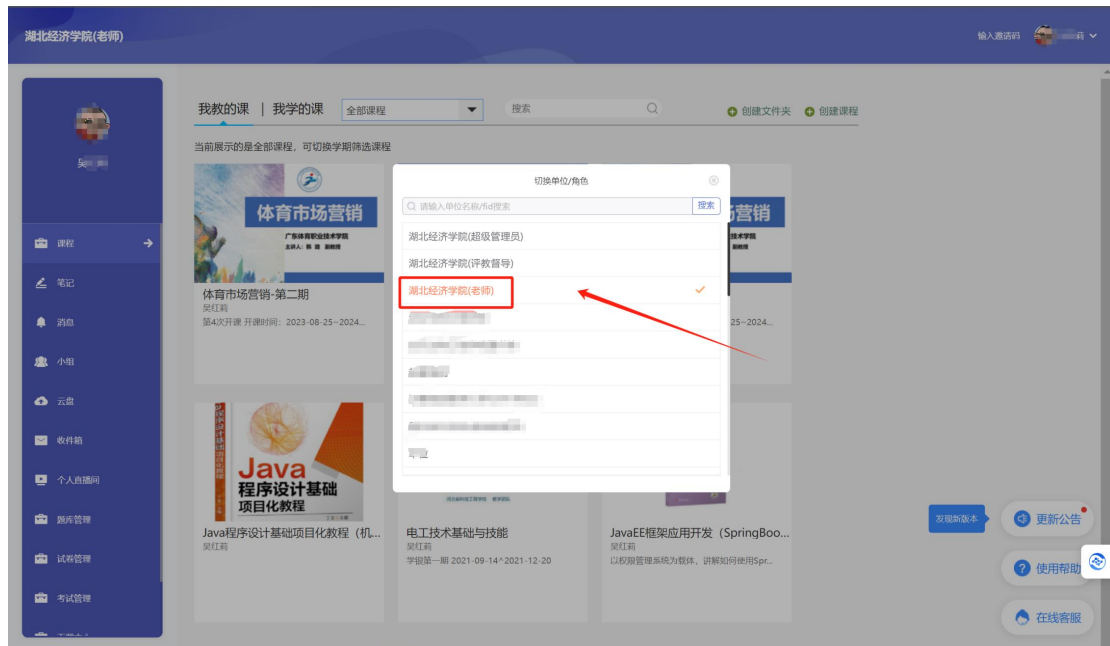 湖北经济学院(老师)
输入邀请码
莉
吴
课程
笔记
消息
小组
云盘
收件箱
个人直播间
题库管理
试卷管理
考试管理
我教的课 | 我学的课
全部课程
搜索
创建文件夹
创建课程
当前展示的是全部课程，可切换学期筛选课程
体育市场营销
广东体育职业技术学院
体育市场营销-第二期
吴红莉
第4次开课 开课时间：2023-08-25~2024...
切换单位/角色
请输入单位名称/fid搜索
搜索
湖北经济学院(超级管理员)
湖北经济学院(评教督导)
湖北经济学院(老师)
营销
技术学院
副教授
25~2024...
Java
程序设计基础
项目化教程
Java程序设计基础项目化教程（机...
吴红莉
电工技术基础与技能
吴红莉
学银第一期 2021-09-14^2021-12-20
JavaEE框架应用开发（SpringBoo...
吴红莉
以权限管理系统为载体，讲解如何使用Spr...
发现新版本
更新公告
使用帮助
在线客服